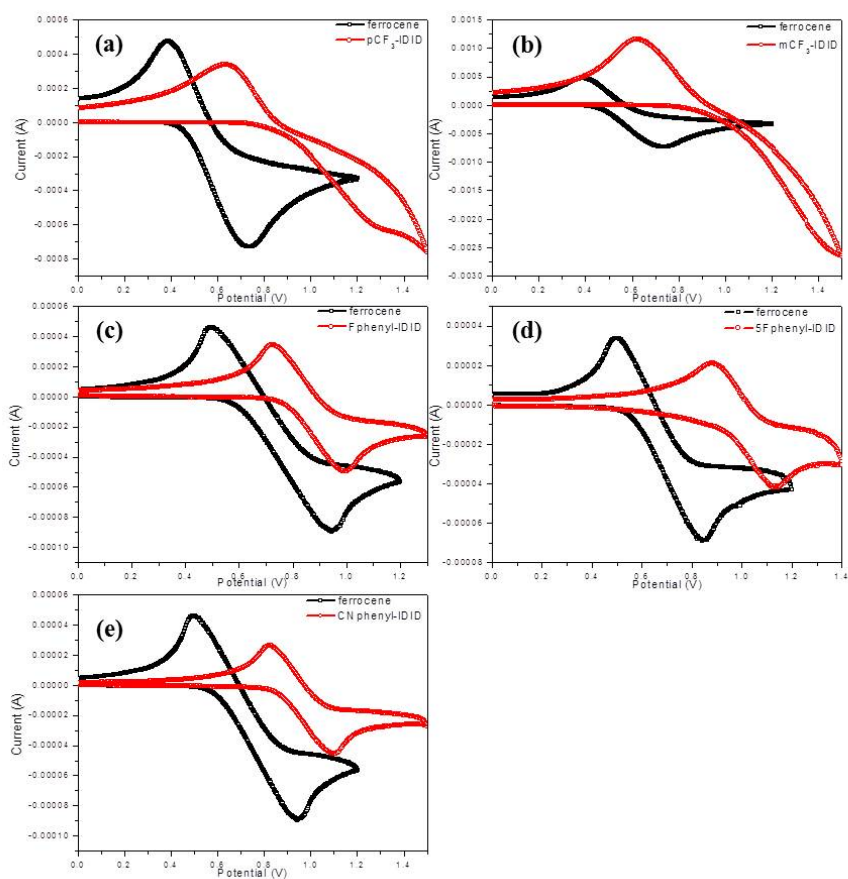 (a)
ferrocene
pCF₃-IDID
0.0006
0.0004
0.0002
0.0000
-0.0002
-0.0004
-0.0006
-0.0008
Current (A)
0.0 0.2 0.4 0.6 0.8 1.0 1.2 1.4
Potential (V)
(b)
ferrocene
mCF₃-IDID
0.0015
0.0010
0.0005
0.0000
-0.0005
-0.0010
-0.0015
-0.0020
-0.0025
-0.0030
Current (A)
0.0 0.2 0.4 0.6 0.8 1.0 1.2 1.4
Potential (V)
(c)
ferrocene
F phenyl-IDID
0.00006
0.00004
0.00002
0.00000
-0.00002
-0.00004
-0.00006
-0.00008
-0.00010
Current (A)
0.0 0.2 0.4 0.6 0.8 1.0 1.2
Potential (V)
(d)
ferrocene
5F phenyl-IDID
0.00004
0.00002
0.00000
-0.00002
-0.00004
-0.00006
-0.00008
Current (A)
0.0 0.2 0.4 0.6 0.8 1.0 1.2 1.4
Potential (V)
(e)
ferrocene
CN phenyl-IDID
0.00006
0.00004
0.00002
0.00000
-0.00002
-0.00004
-0.00006
-0.00008
-0.00010
Current (A)
0.0 0.2 0.4 0.6 0.8 1.0 1.2 1.4
Potential (V)